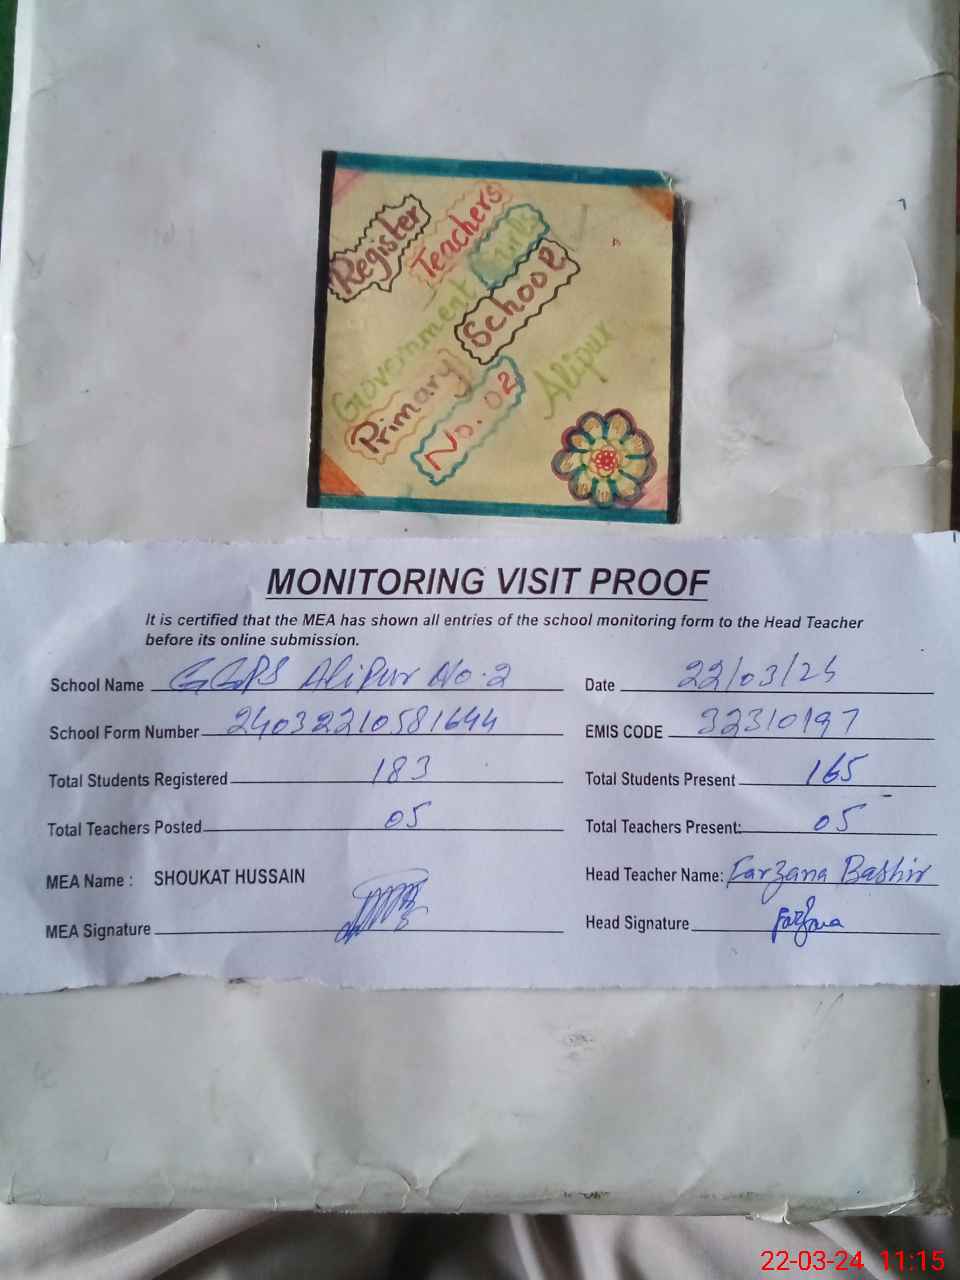 Register
Teachers
Girls
Government
School
Primary
No. 02
Alipur
MONITORING VISIT PROOF
It is certified that the MEA has shown all entries of the school monitoring form to the Head Teacher
before its online submission.
School Name GGPS Alipur No.2 Date 22/03/24
School Form Number 24032210581644 EMIS CODE 32310197
Total Students Registered 183 Total Students Present 165
Total Teachers Posted 05 Total Teachers Present: 05
MEA Name : SHOUKAT HUSSAIN Head Teacher Name: Farzana Bashir
MEA Signature Head Signature Farzana
22-03-24 11:15